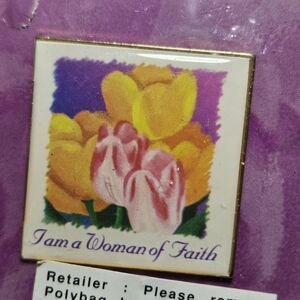 I am a Woman of Faith
Retailer : Please
Polybag